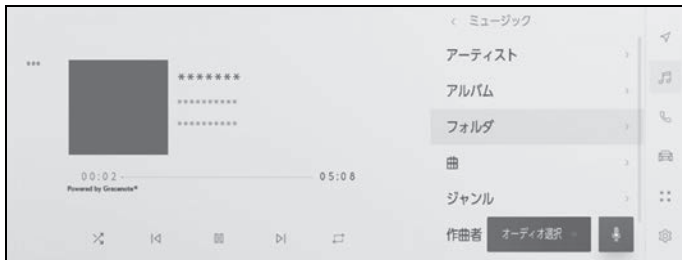 *******
**********
**********
00:02
05:08
Powered by Gracenote®
< ミュージック
アーティスト
アルバム
フォルダ
曲
ジャンル
作曲者
オーディオ選択